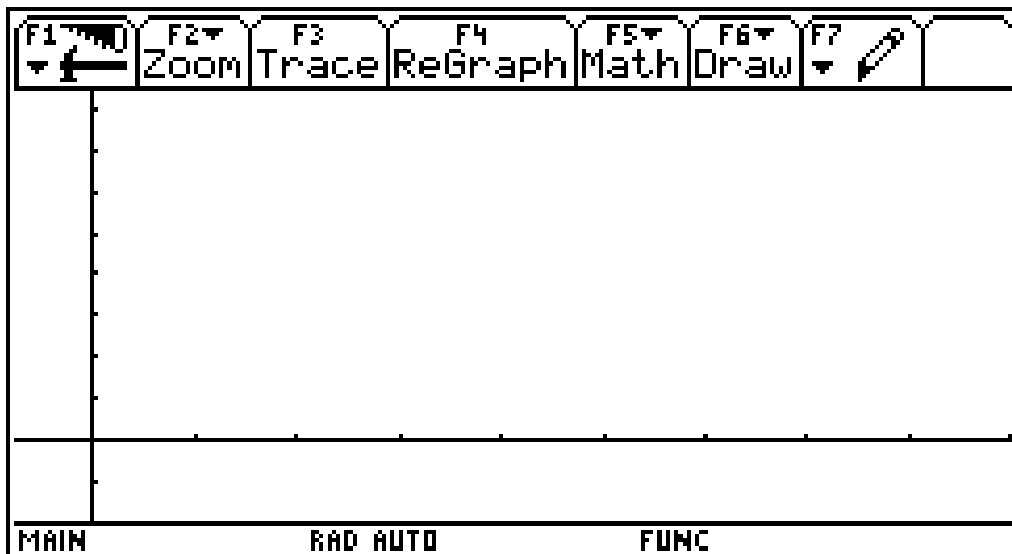 F1 F2 F3 F4 F5 F6 F7
Zoom Trace ReGraph Math Draw
MAIN RAD AUTO FUNC